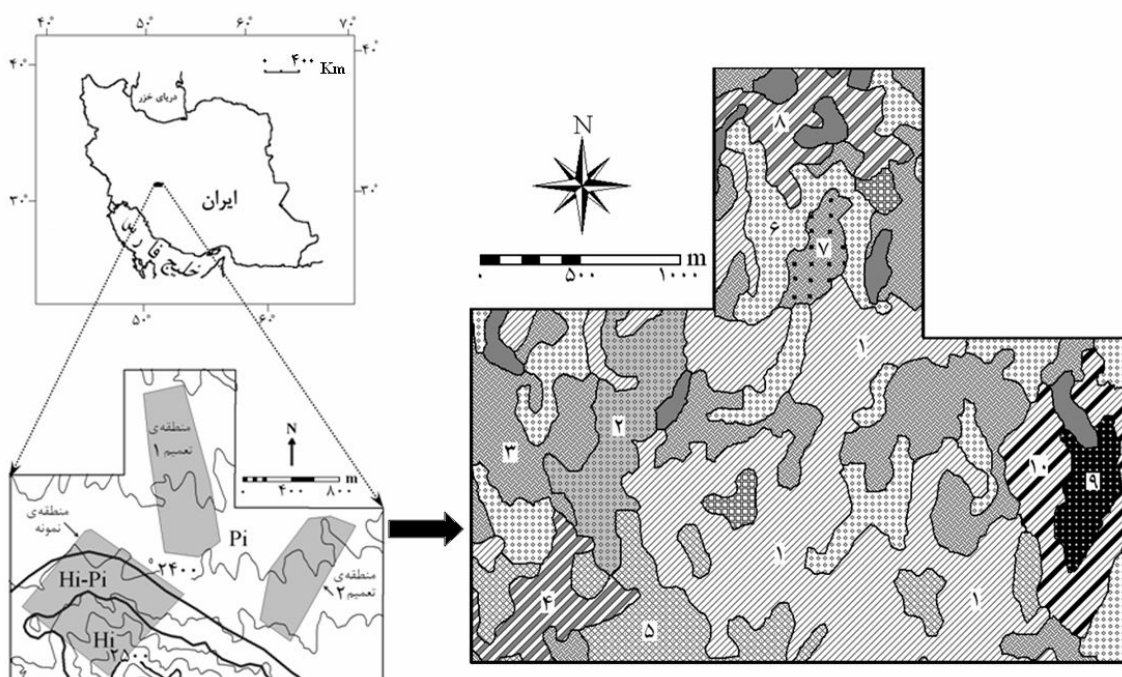 ۴۰° ۵۰° ۶۰° ۷۰°
۴۰° ۴۰°
۳۰° ۳۰°
۵۰° ۶۰°
۰ ۴۰۰
Km
دریای خزر
ایران
خلیج فارس
منطقه‌ی
تعمیم ۱
N
۰ ۴۰۰ ۸۰۰
m
منطقه‌ی
نمونه
Pi
۲۴۰۰
Hi-Pi
Hi
۲۵۰۰
منطقه‌ی
تعمیم ۲
N
m
۰ ۵۰۰ ۱۰۰۰
۸
۶
۷
۱
۲
۳
۱۰
۹
۱
۴
۵
۱